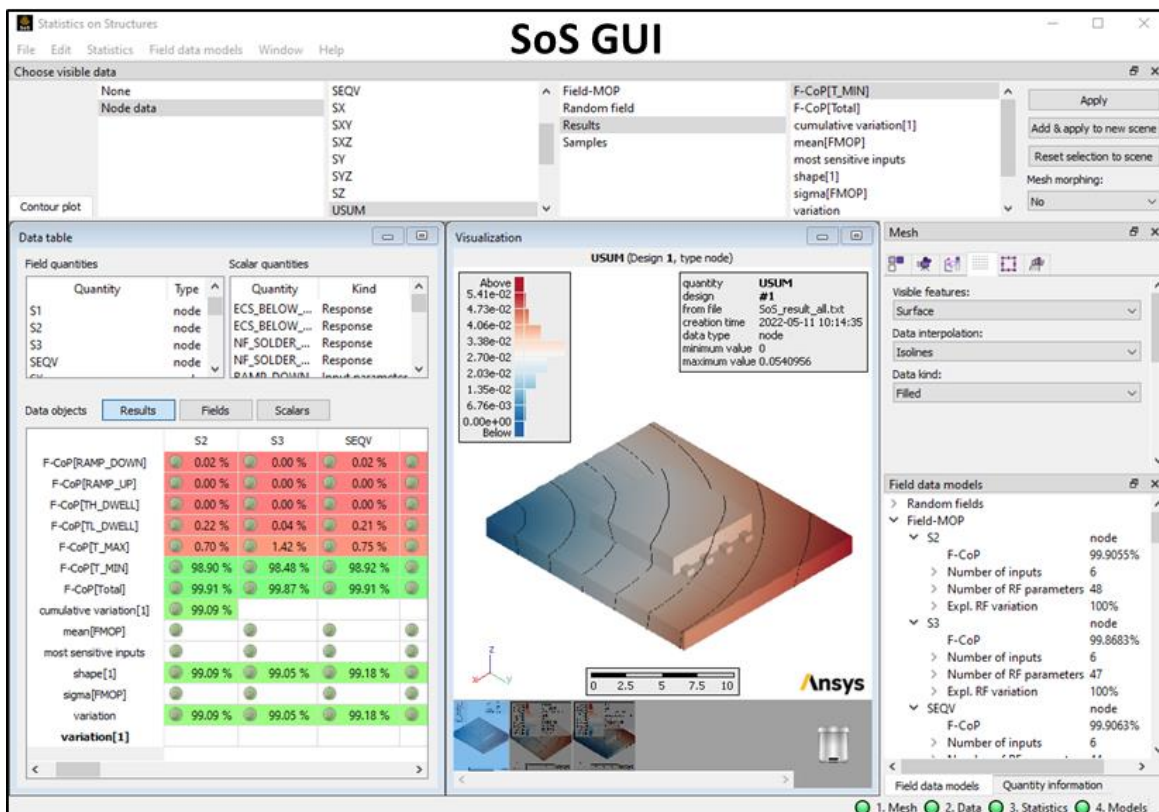 SoS GUI
Statistics on Structures
File Edit Statistics Field data models Window Help
Choose visible data
None
Node data
Contour plot
SEQV
SX
SXY
SXZ
SY
SYZ
SZ
USUM
Field-MOP
Random field
Results
Samples
F-CoP[T_MIN]
F-CoP[Total]
cumulative variation[1]
mean[FMOP]
most sensitive inputs
shape[1]
sigma[FMOP]
variation
Apply
Add & apply to new scene
Reset selection to scene
Mesh morphing:
No
Data table
Field quantities Scalar quantities
Quantity Type Quantity Kind
S1 node ECS_BELOW_... Response
S2 node ECS_BELOW_... Response
S3 node NF_SOLDER_... Response
SEQV node NF_SOLDER_... Response
RAMP_DOWN Input parameter
Data objects Results Fields Scalars
S2 S3 SEQV
F-CoP[RAMP_DOWN] 0.02 % 0.00 % 0.02 %
F-CoP[RAMP_UP] 0.00 % 0.00 % 0.00 %
F-CoP[TH_DWELL] 0.00 % 0.00 % 0.00 %
F-CoP[TL_DWELL] 0.22 % 0.04 % 0.21 %
F-CoP[T_MAX] 0.70 % 1.42 % 0.75 %
F-CoP[T_MIN] 98.90 % 98.48 % 98.92 %
F-CoP[Total] 99.91 % 99.87 % 99.91 %
cumulative variation[1] 99.09 %
mean[FMOP]
most sensitive inputs
shape[1] 99.09 % 99.05 % 99.18 %
sigma[FMOP]
variation 99.09 % 99.05 % 99.18 %
variation[1]
Visualization
USUM (Design 1, type node)
Above
5.41e-02
4.73e-02
4.06e-02
3.38e-02
2.70e-02
2.03e-02
1.35e-02
6.76e-03
0.00e+00
Below
quantity USUM
design #1
from file SoS_result_all.txt
creation time 2022-05-11 10:14:35
data type node
minimum value 0
maximum value 0.0540956
z
x y
0 2.5 5 7.5 10
Ansys
Mesh
Visible features:
Surface
Data interpolation:
Isolines
Data kind:
Filled
Field data models
Random fields
Field-MOP
S2 node
F-CoP 99.9055%
Number of inputs 6
Number of RF parameters 48
Expl. RF variation 100%
S3 node
F-CoP 99.8683%
Number of inputs 6
Number of RF parameters 47
Expl. RF variation 100%
SEQV node
F-CoP 99.9063%
Number of inputs 6
Field data models Quantity information
1. Mesh 2. Data 3. Statistics 4. Models